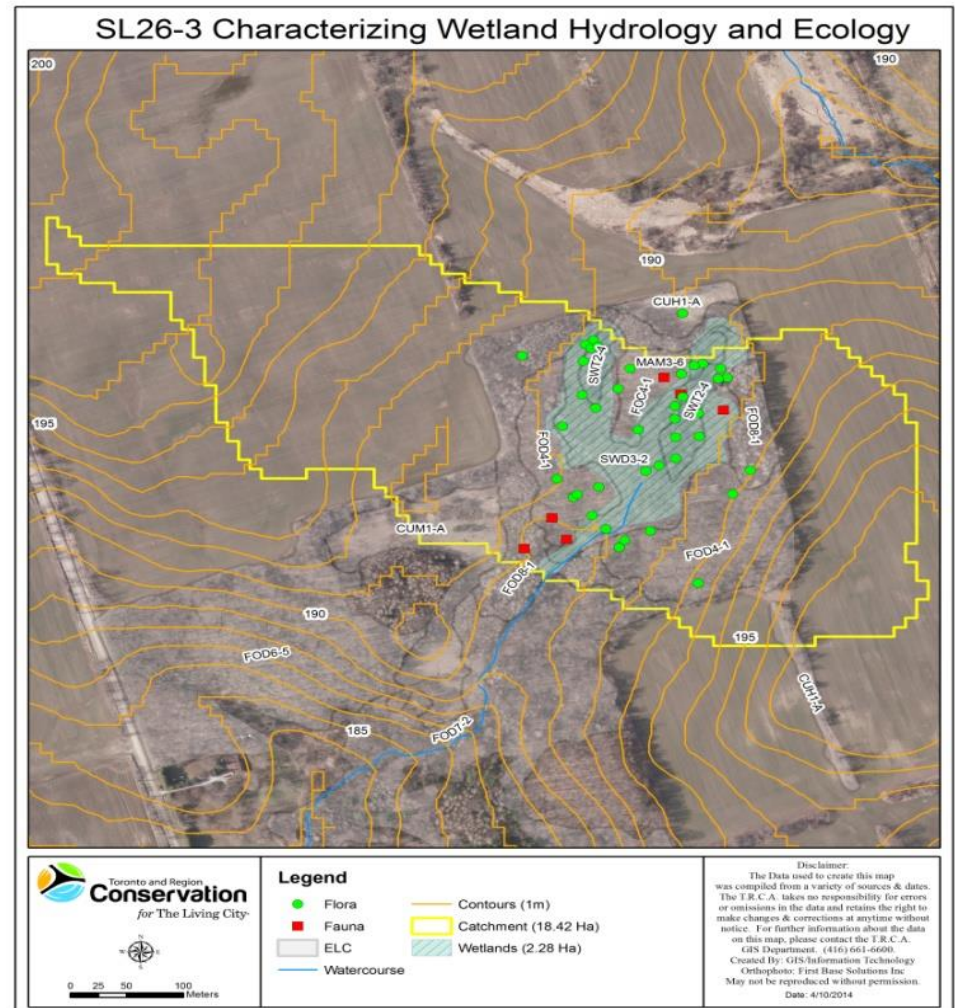 SL26-3 Characterizing Wetland Hydrology and Ecology
200
190
190
CUH1-A
MAM3-6
SWT2-4
FOC4-1
SWT2-4
195
FOD4-1
FOD8-1
SWD3-2
CUM1-A
FOD4-1
FOD8-1
190
195
FOD6-5
CUH1-A
185
FOD7-2
Toronto and Region
Conservation
for The Living City·
N
W
E
S
0 25 50 100
Meters
Legend
Flora
Fauna
ELC
Watercourse
Contours (1m)
Catchment (18.42 Ha)
Wetlands (2.28 Ha)
Disclaimer:
The Data used to create this map
was compiled from a variety of sources & dates.
The T.R.C.A. takes no responsibility for errors
or omissions in the data and retains the right to
make changes & corrections at anytime without
notice. For further information about the data
on this map, please contact the T.R.C.A.
GIS Department. (416) 661-6600.
Created By: GIS/Information Technology
Orthophoto: First Base Solutions Inc
May not be reproduced without permission.
Date: 4/10/2014